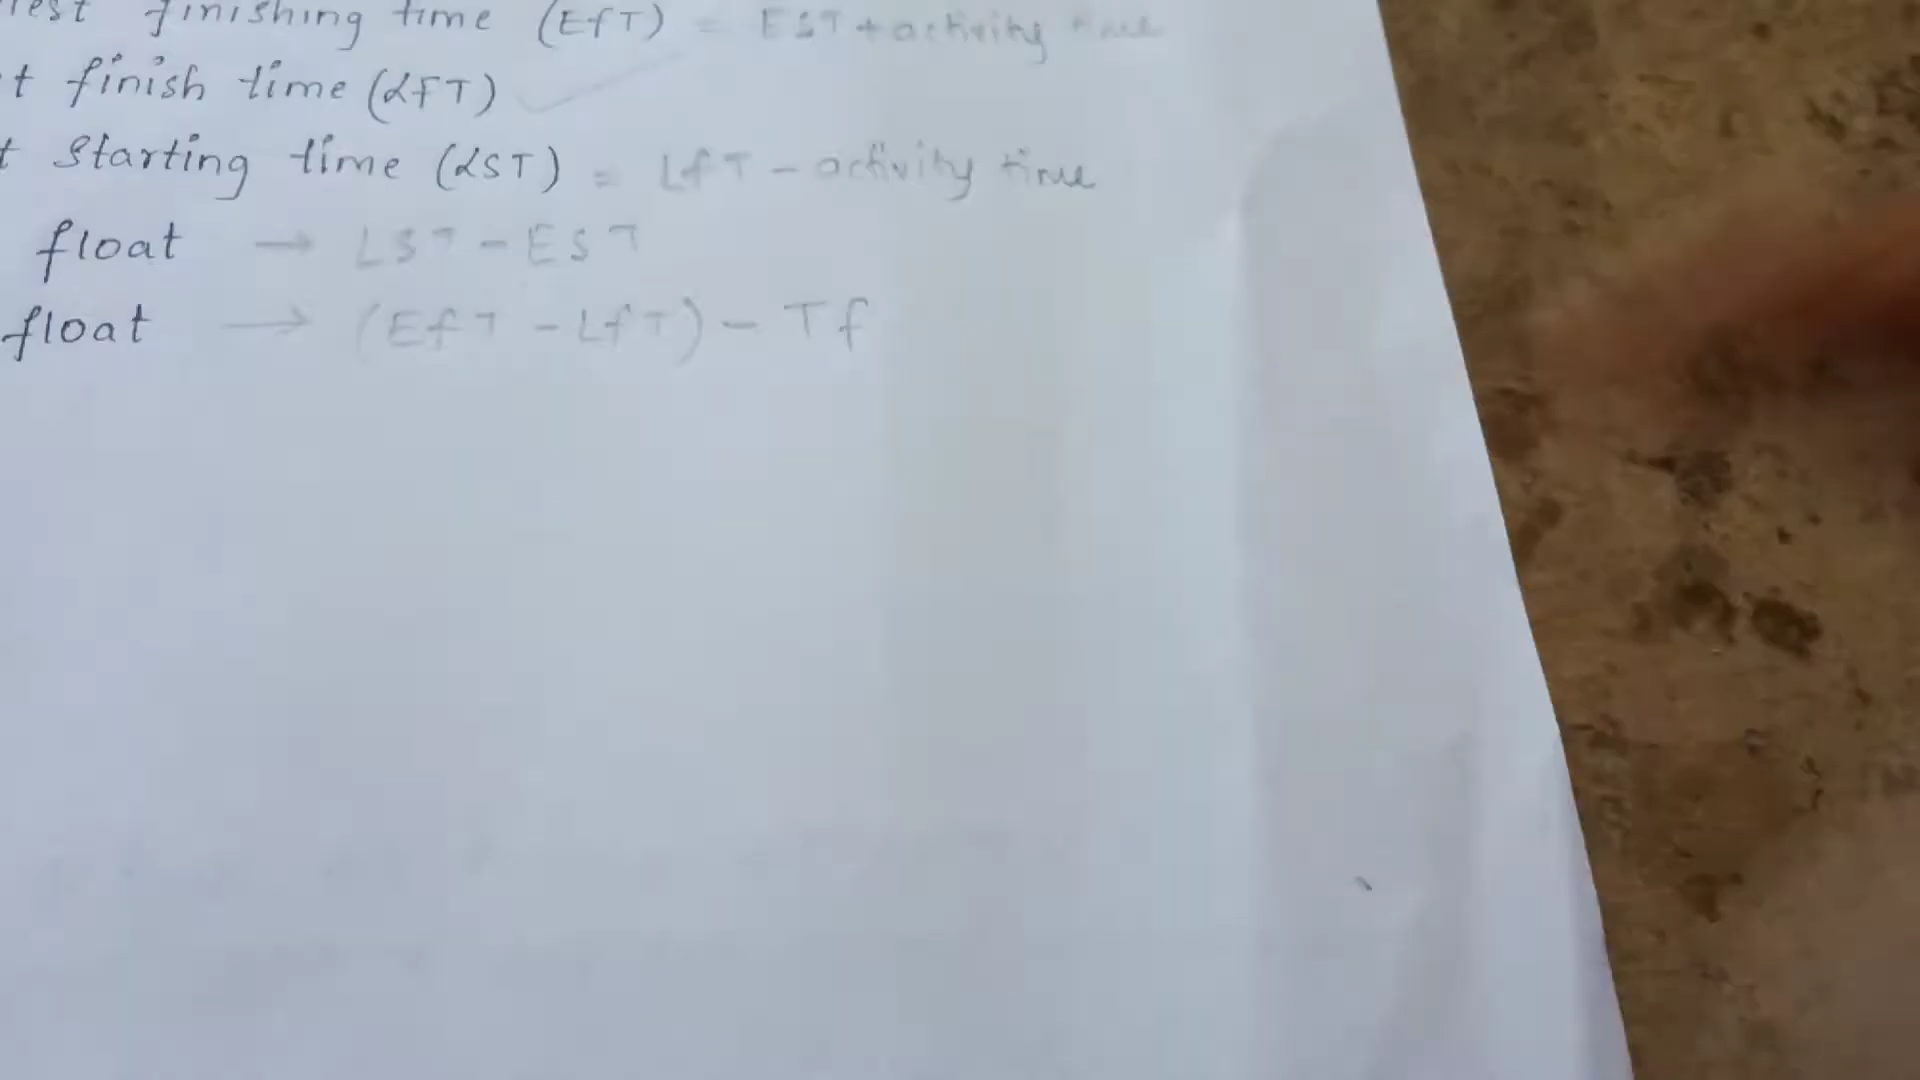 finishing time (EFT) = EST + activity time
t finish time (LFT)
t Starting time (LST) = LFT - activity time
float → LST - EST
float → (EFT - LFT) - Tf